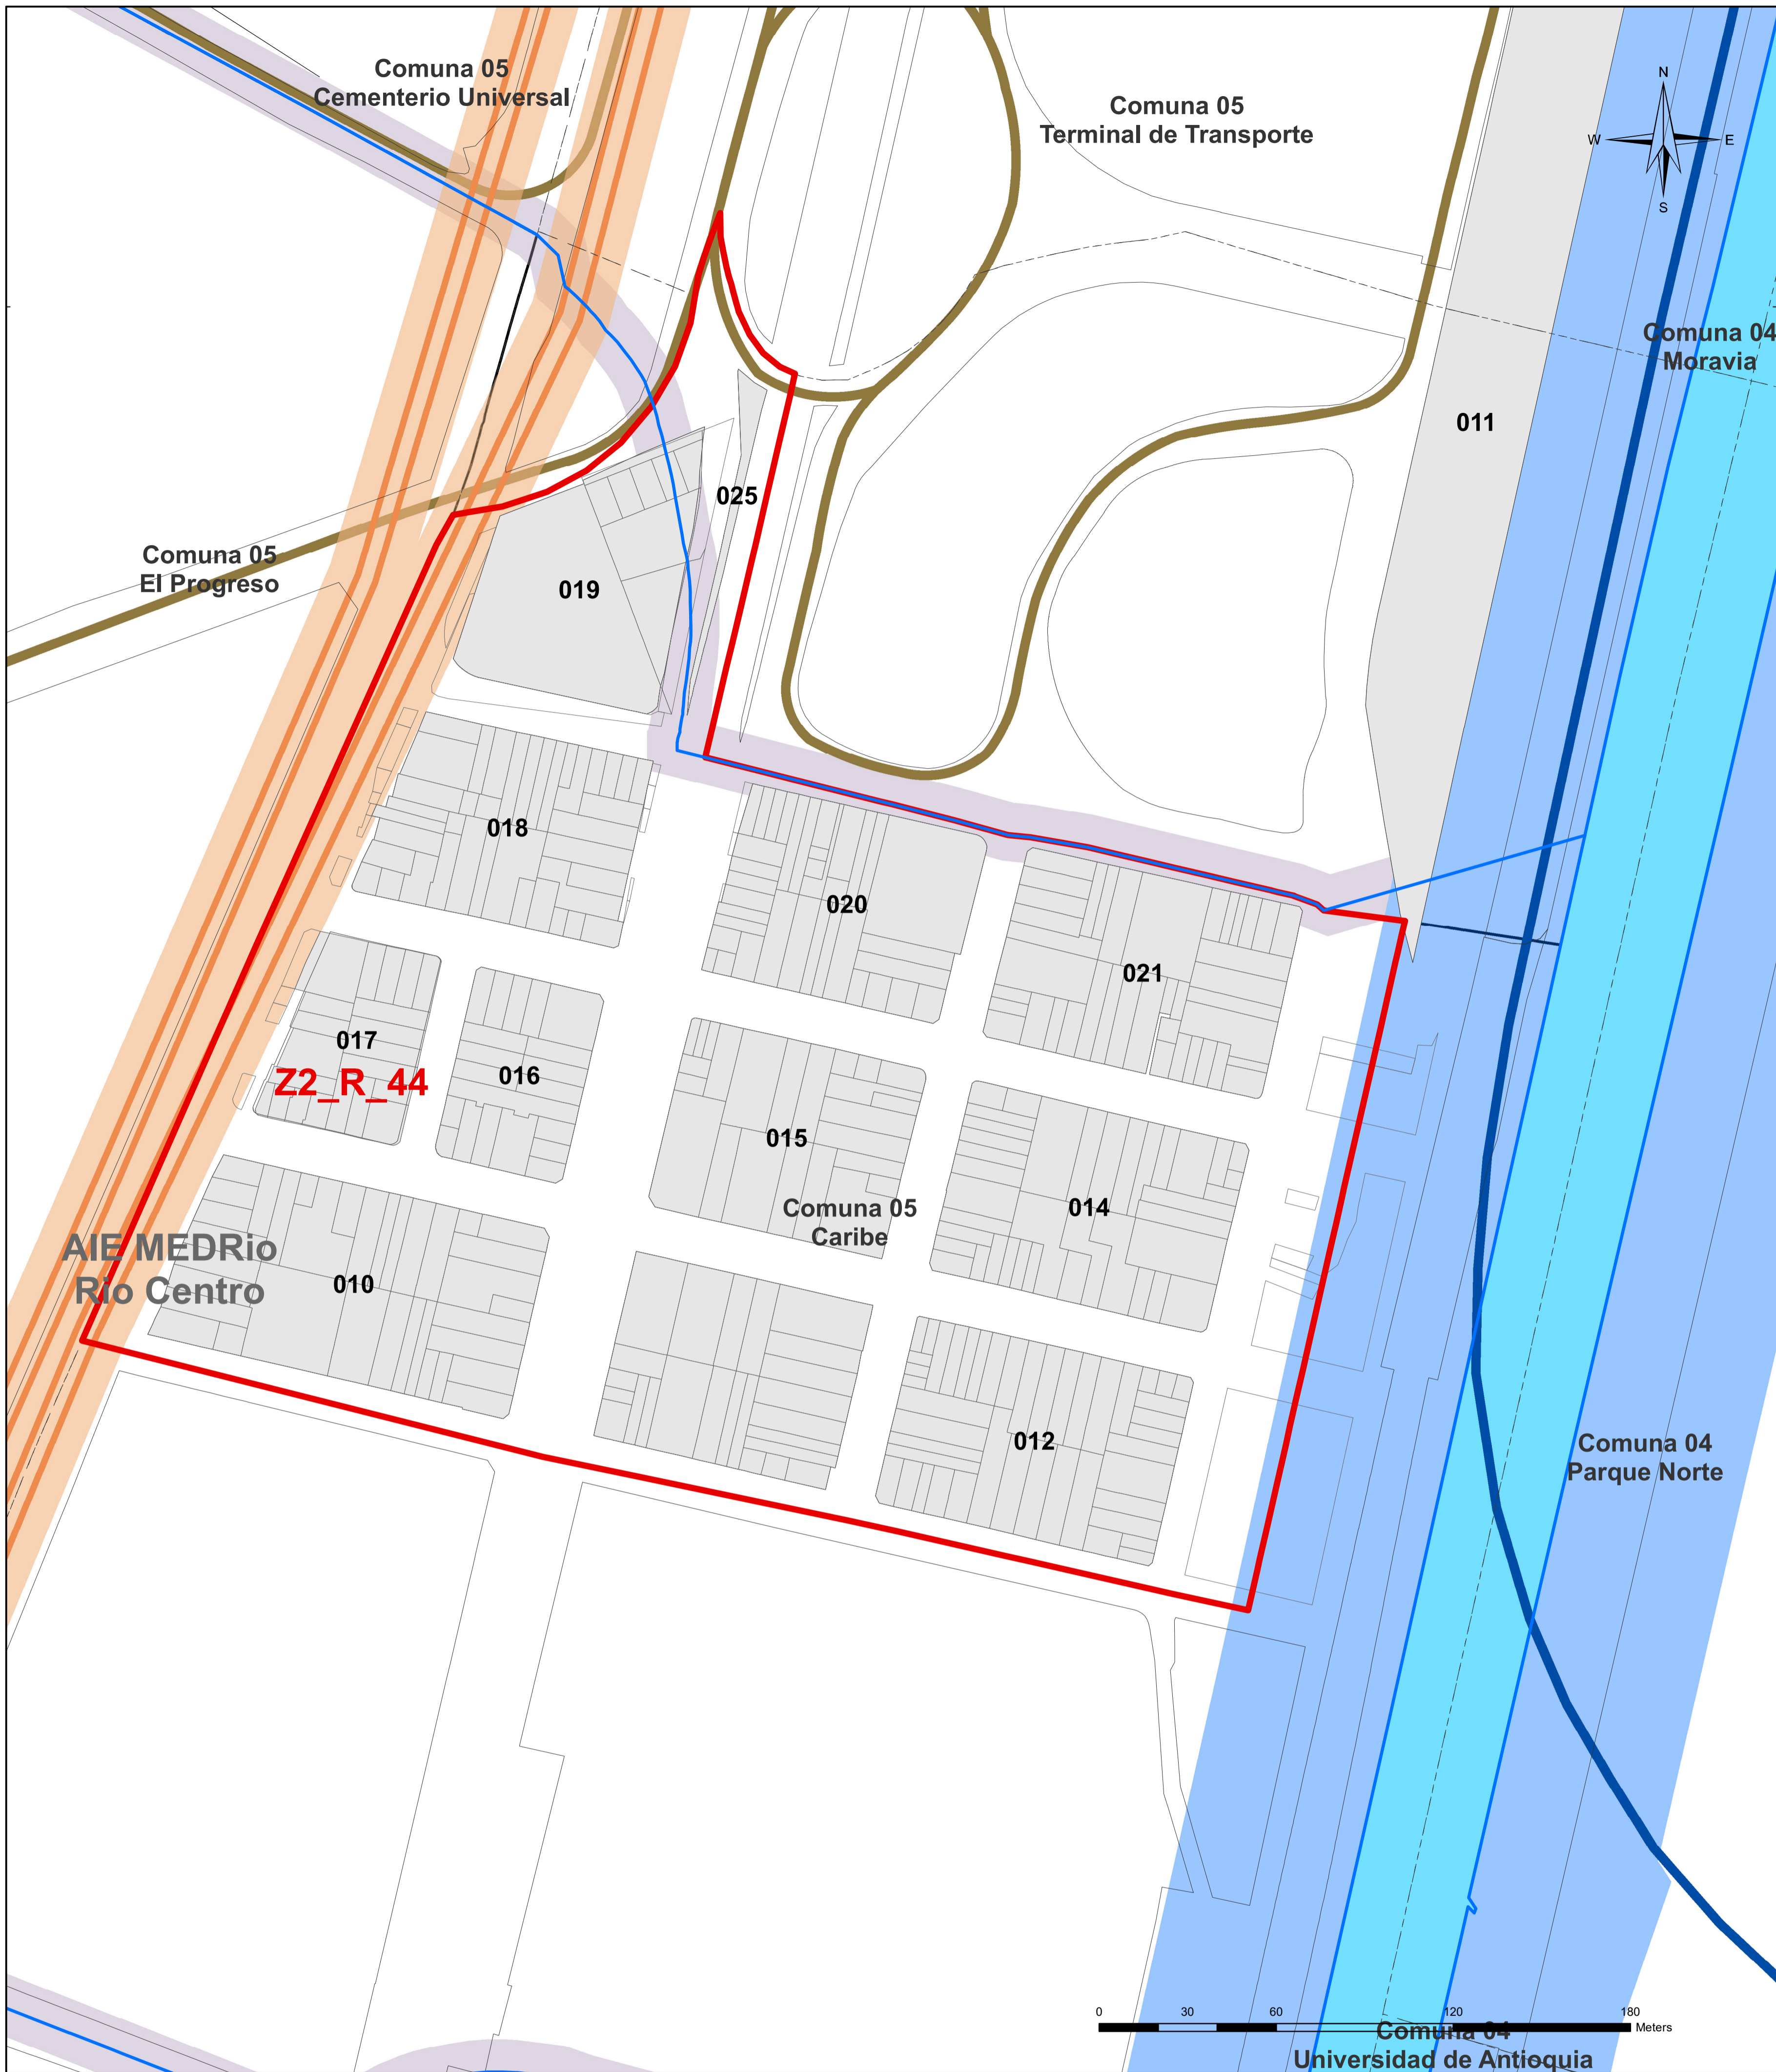 Comuna 05
Cementerio Universal
Comuna 05
Terminal de Transporte
N
W
E
S
Comuna 04
Moravia
011
025
Comuna 05
El Progreso
019
018
020
021
017
Z2_R_44
016
015
Comuna 05
Caribe
014
AIE MEDRio
Rio Centro
010
012
Comuna 04
Parque Norte
0
30
60
120
180
Meters
Comuna 04
Universidad de Antioquia